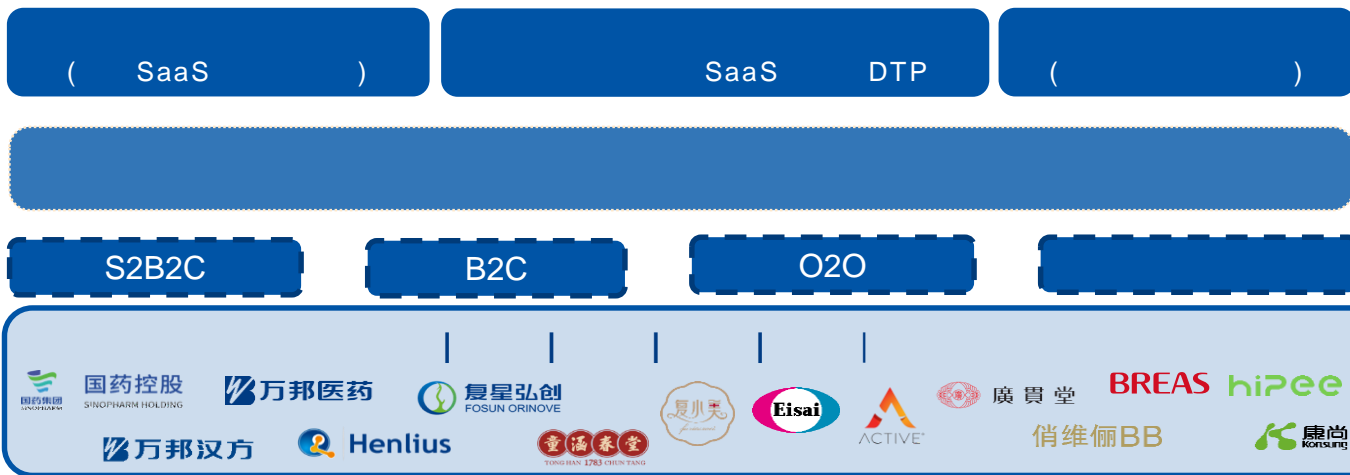 ( SaaS )
SaaS DTP
( )
S2B2C
B2C
O2O
| | | | |
国药集团
SINOPHARM
国药控股
SINOPHARM HOLDING
万邦医药
复星弘创
FOSUN ORINOVE
复小美
Eisai
ACTIVE
廣貫堂
BREAS
hiPee
万邦汉方
Henlius
童涵春堂
TONG HAN 1783 CHUN TANG
俏维俪BB
康尚
Konsung